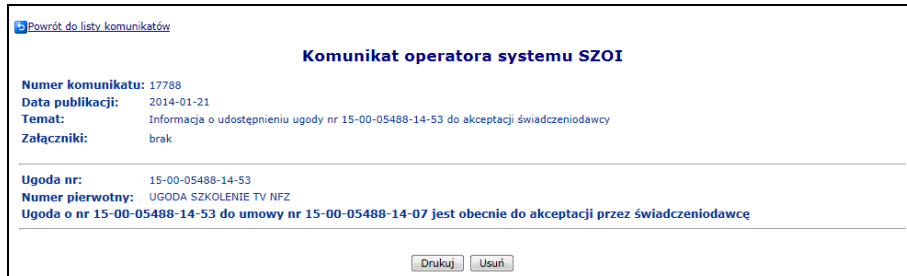 Powrót do listy komunikatów
Komunikat operatora systemu SZOI
Numer komunikatu: 17788
Data publikacji: 2014-01-21
Temat: Informacja o udostępnieniu ugody nr 15-00-05488-14-53 do akceptacji świadczeniodawcy
Załączniki: brak
Ugoda nr: 15-00-05488-14-53
Numer pierwotny: UGODA SZKOLENIE TV NFZ
Ugoda o nr 15-00-05488-14-53 do umowy nr 15-00-05488-14-07 jest obecnie do akceptacji przez świadczeniodawcę
Drukuj Usuń